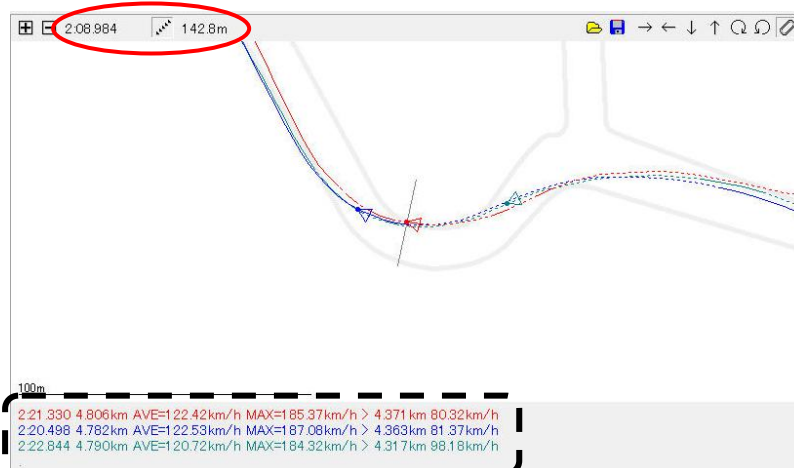 2:08.984 142.8m
100m
2:21.330 4.806km AVE=122.42km/h MAX=185.37km/h > 4.371km 80.32km/h
2:20.498 4.782km AVE=122.53km/h MAX=187.08km/h > 4.363km 81.37km/h
2:22.844 4.790km AVE=120.72km/h MAX=184.32km/h > 4.317km 98.18km/h